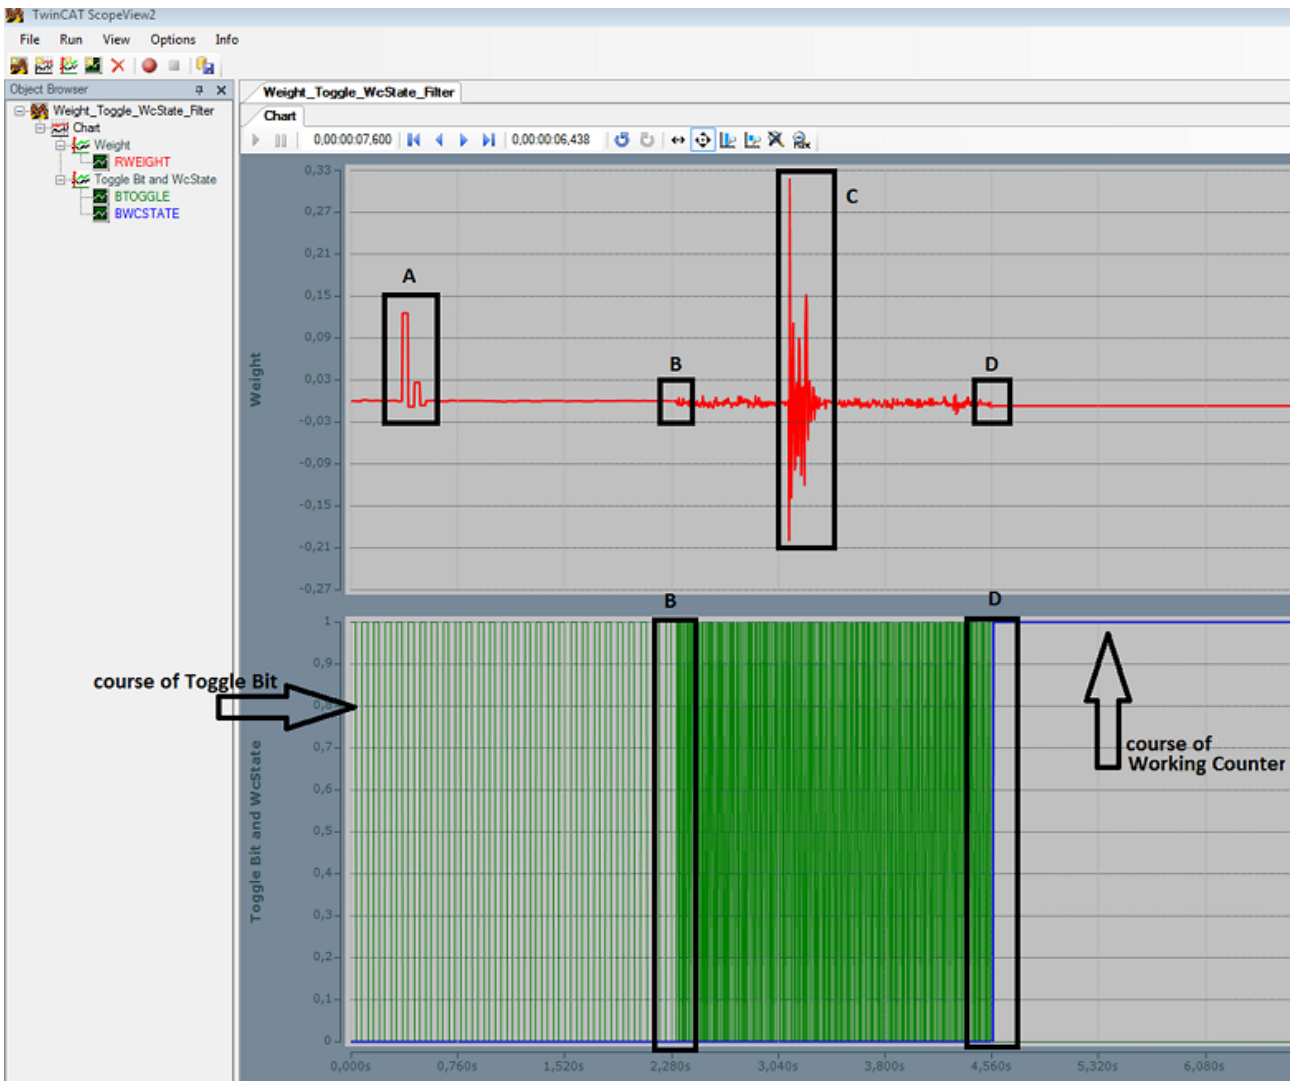 TwinCAT ScopeView2
File Run View Options Info
Object Browser
Weight_Toggle_WcState_Filter
Chart
Weight
RWEIGHT
Toggle Bit and WcState
BTOGGLE
BWCSTATE
Weight_Toggle_WcState_Filter
Chart
0,00:00:07,600
0,00:00:06,438
0,33
0,27
0,21
0,15
0,09
0,03
-0,03
-0,09
-0,15
-0,21
-0,27
Weight
A
B
C
D
B
D
1
0,9
0,8
0,7
0,6
0,5
0,4
0,3
0,2
0,1
0
Toggle Bit and WcState
course of Toggle Bit
course of
Working Counter
0,000s
0,760s
1,520s
2,280s
3,040s
3,800s
4,560s
5,320s
6,080s